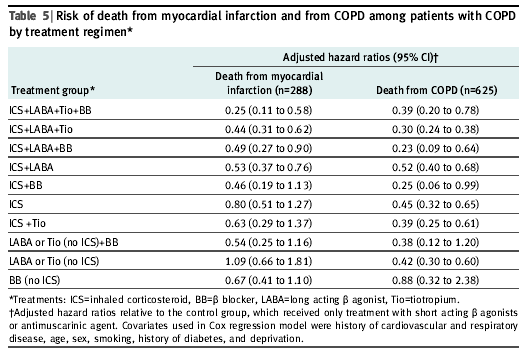 Table 5| Risk of death from myocardial infarction and from COPD among patients with COPD
by treatment regimen*
Adjusted hazard ratios (95% CI)†
Death from myocardial
Treatment group* infarction (n=288) Death from COPD (n=625)
ICS+LABA+Tio+BB 0.25 (0.11 to 0.58) 0.39 (0.20 to 0.78)
ICS+LABA+Tio 0.44 (0.31 to 0.62) 0.30 (0.24 to 0.38)
ICS+LABA+BB 0.49 (0.27 to 0.90) 0.23 (0.09 to 0.64)
ICS+LABA 0.53 (0.37 to 0.76) 0.52 (0.40 to 0.68)
ICS+BB 0.46 (0.19 to 1.13) 0.25 (0.06 to 0.99)
ICS 0.80 (0.51 to 1.27) 0.45 (0.32 to 0.65)
ICS +Tio 0.63 (0.29 to 1.37) 0.39 (0.25 to 0.61)
LABA or Tio (no ICS)+BB 0.54 (0.25 to 1.16) 0.38 (0.12 to 1.20)
LABA or Tio (no ICS) 1.09 (0.66 to 1.81) 0.42 (0.30 to 0.60)
BB (no ICS) 0.67 (0.41 to 1.10) 0.88 (0.32 to 2.38)
*Treatments: ICS=inhaled corticosteroid, BB=β blocker, LABA=long acting β agonist, Tio=tiotropium.
†Adjusted hazard ratios relative to the control group, which received only treatment with short acting β agonists
or antimuscarinic agent. Covariates used in Cox regression model were history of cardiovascular and respiratory
disease, age, sex, smoking, history of diabetes, and deprivation.